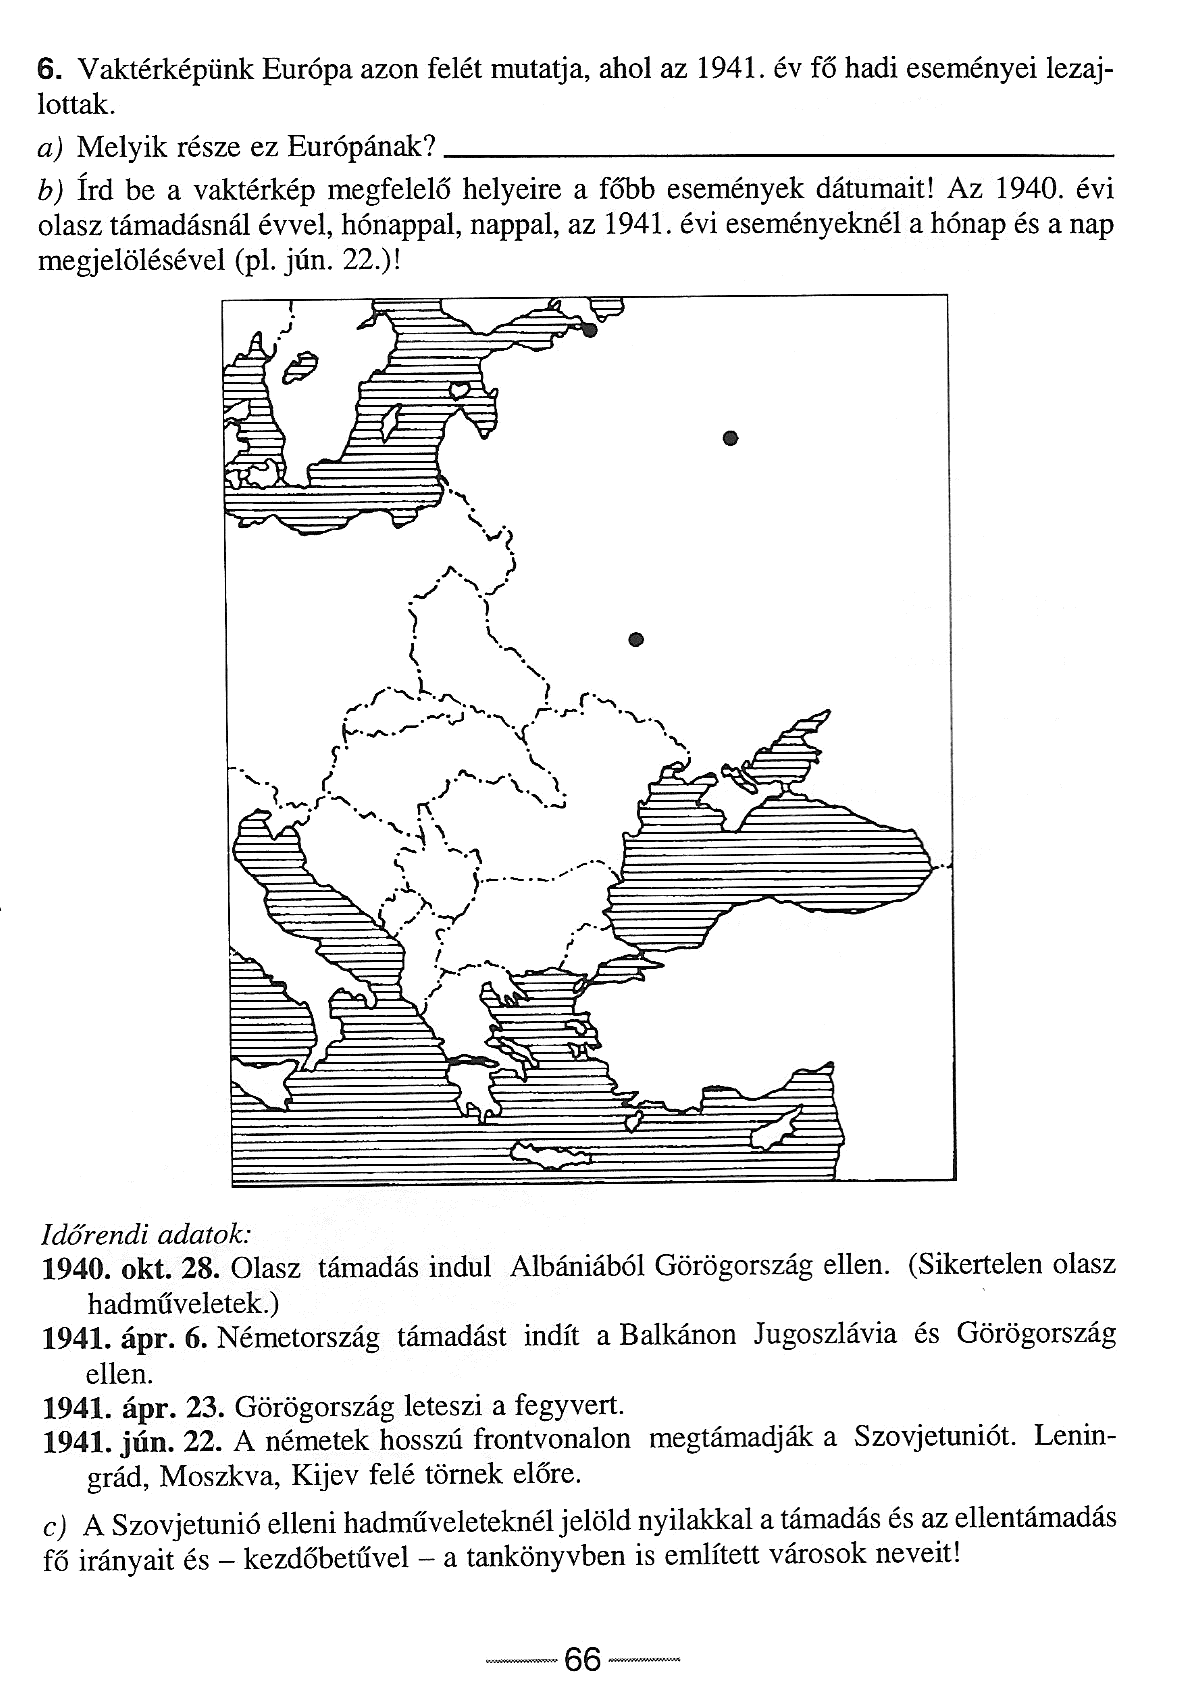 6. Vaktérképünk Európa azon felét mutatja, ahol az 1941. év fő hadi eseményei lezaj-
lottak.
a) Melyik része ez Európának?
b) Írd be a vaktérkép megfelelő helyeire a főbb események dátumait! Az 1940. évi
olasz támadásnál évvel, hónappal, nappal, az 1941. évi eseményeknél a hónap és a nap
megjelölésével (pl. jún. 22.)!
Időrendi adatok:
1940. okt. 28. Olasz támadás indul Albániából Görögország ellen. (Sikertelen olasz
hadműveletek.)
1941. ápr. 6. Németország támadást indít a Balkánon Jugoszlávia és Görögország
ellen.
1941. ápr. 23. Görögország leteszi a fegyvert.
1941. jún. 22. A németek hosszú frontvonalon megtámadják a Szovjetuniót. Lenin-
grád, Moszkva, Kijev felé törnek előre.
c) A Szovjetunió elleni hadműveleteknél jelöld nyilakkal a támadás és az ellentámadás
fő irányait és – kezdőbetűvel – a tankönyvben is említett városok neveit!
66